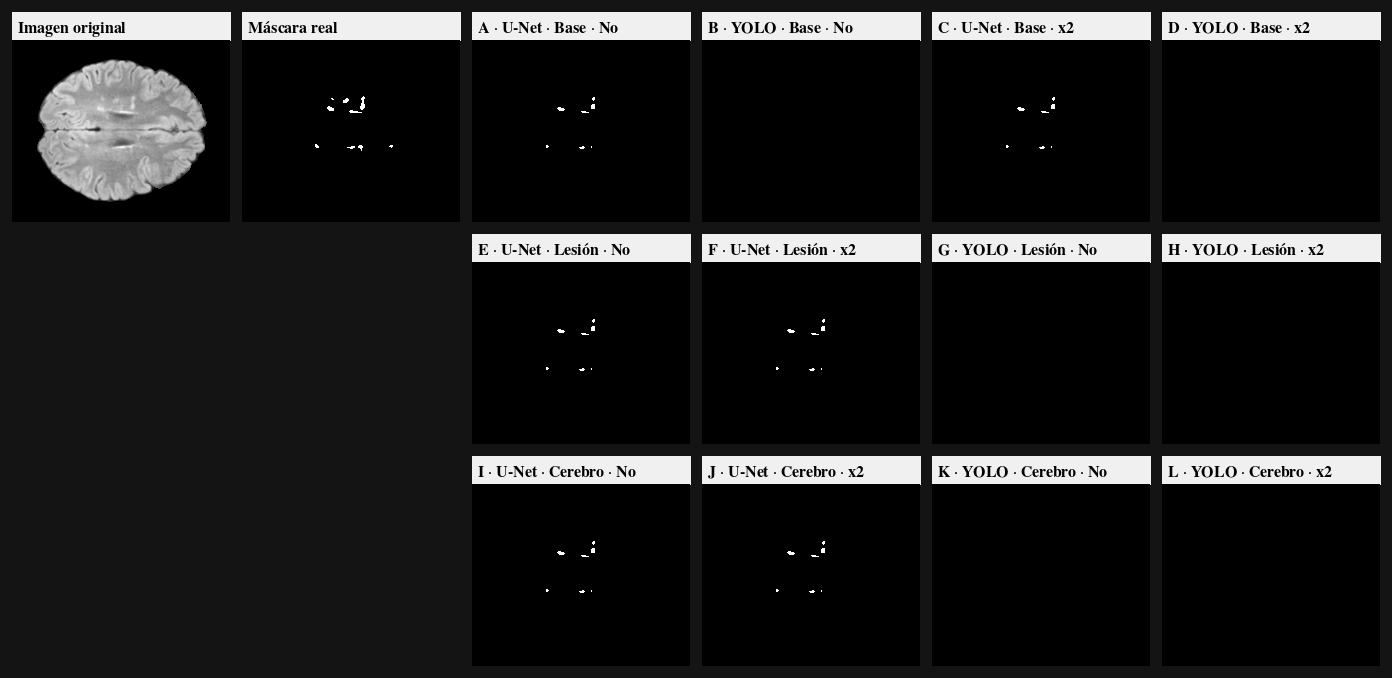 Imagen original
Máscara real
A · U-Net · Base · No
B · YOLO · Base · No
C · U-Net · Base · x2
D · YOLO · Base · x2
E · U-Net · Lesión · No
F · U-Net · Lesión · x2
G · YOLO · Lesión · No
H · YOLO · Lesión · x2
I · U-Net · Cerebro · No
J · U-Net · Cerebro · x2
K · YOLO · Cerebro · No
L · YOLO · Cerebro · x2